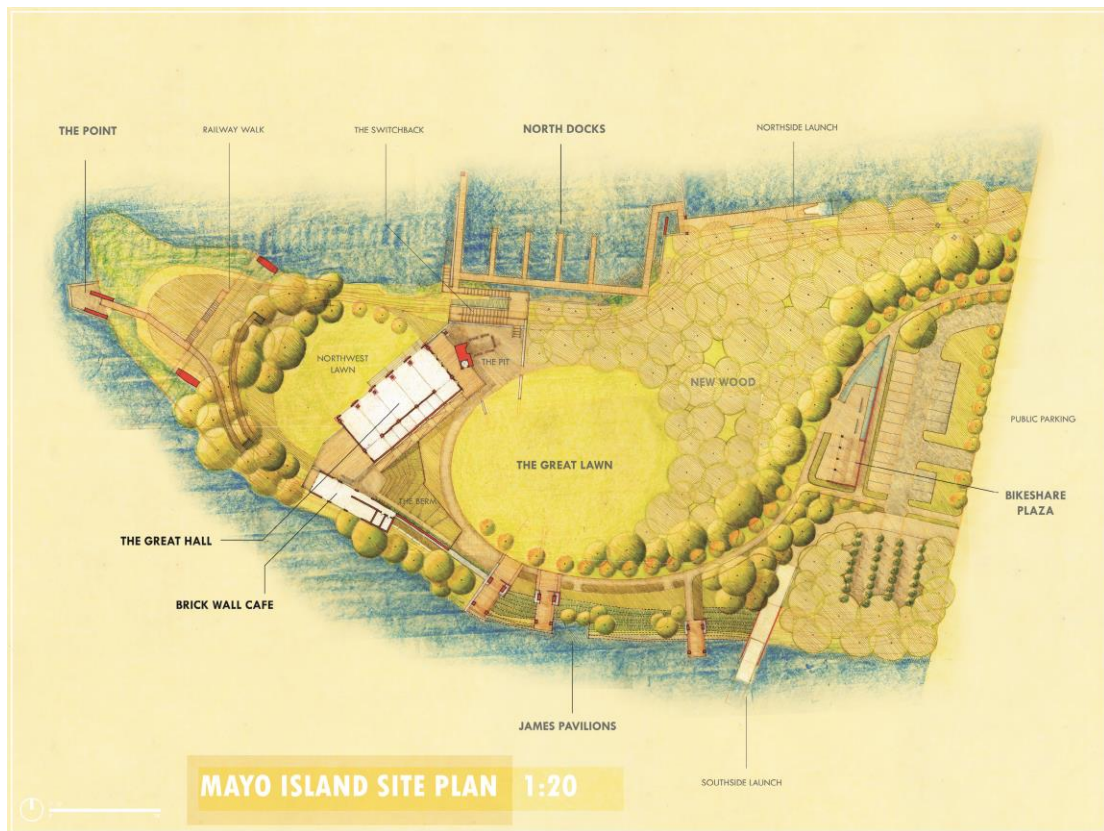 THE POINT
RAILWAY WALK
THE SWITCHBACK
NORTH DOCKS
NORTHSIDE LAUNCH
NORTHWEST
LAWN
THE PIT
NEW WOOD
PUBLIC PARKING
THE GREAT LAWN
BIKESHARE
PLAZA
THE BERM
THE GREAT HALL
BRICK WALL CAFE
JAMES PAVILIONS
SOUTHSIDE LAUNCH
MAYO ISLAND SITE PLAN 1:20